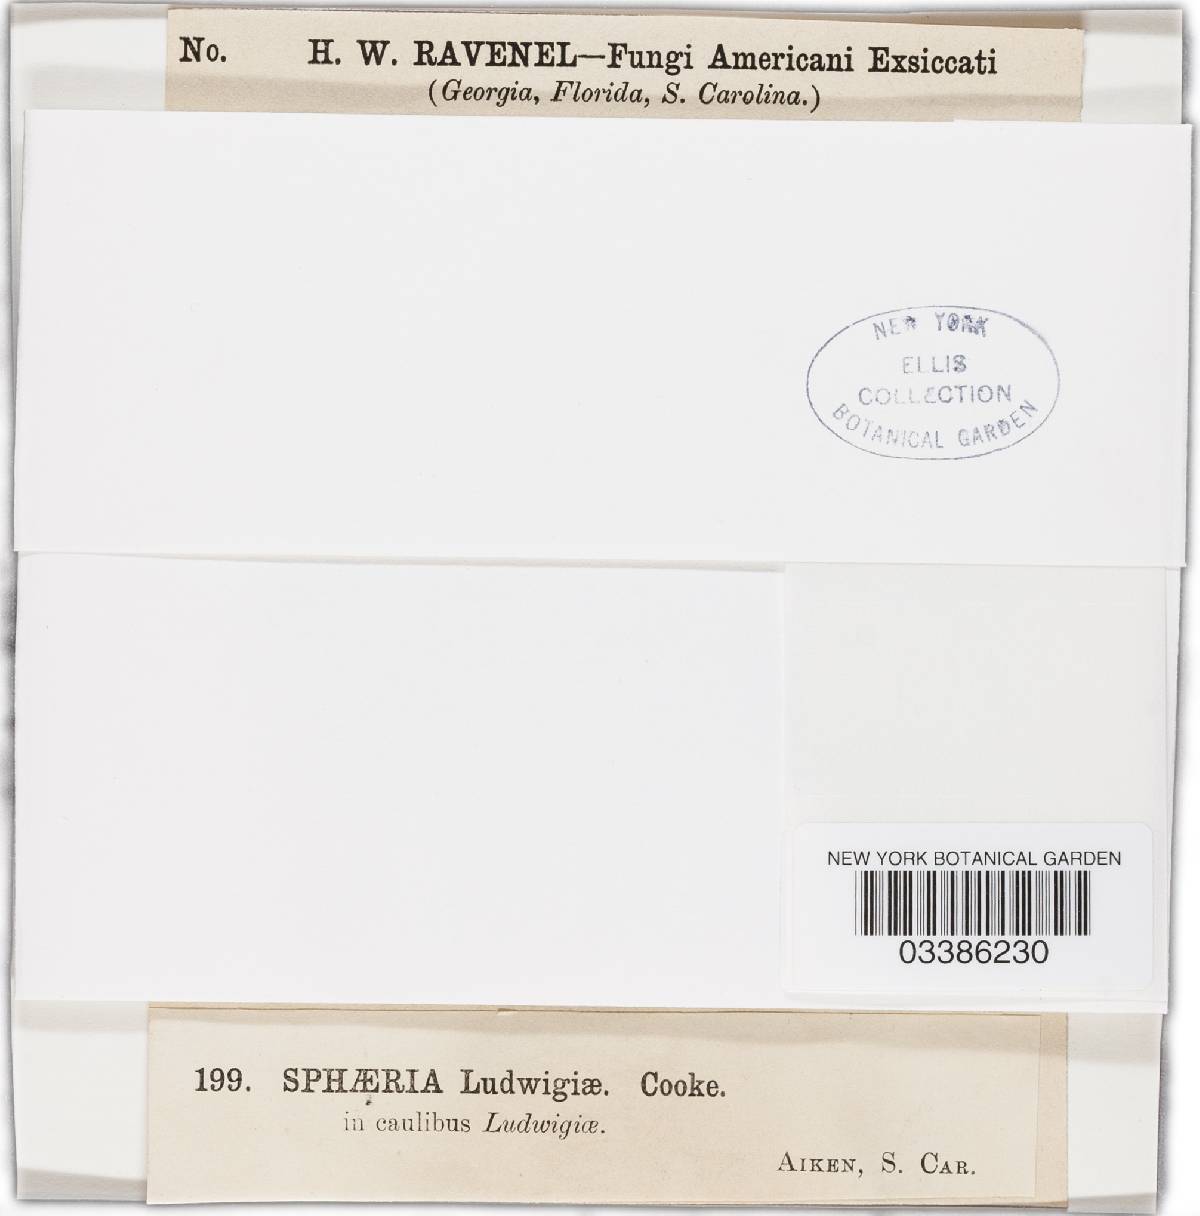 No. H. W. RAVENEL—Fungi Americani Exsiccati
(Georgia, Florida, S. Carolina.)
NEW YORK
ELLIS
COLLECTION
BOTANICAL GARDEN
NEW YORK BOTANICAL GARDEN
03386230
199. SPHÆRIA Ludwigiæ. Cooke.
in caulibus Ludwigiæ.
AIKEN, S. CAR.